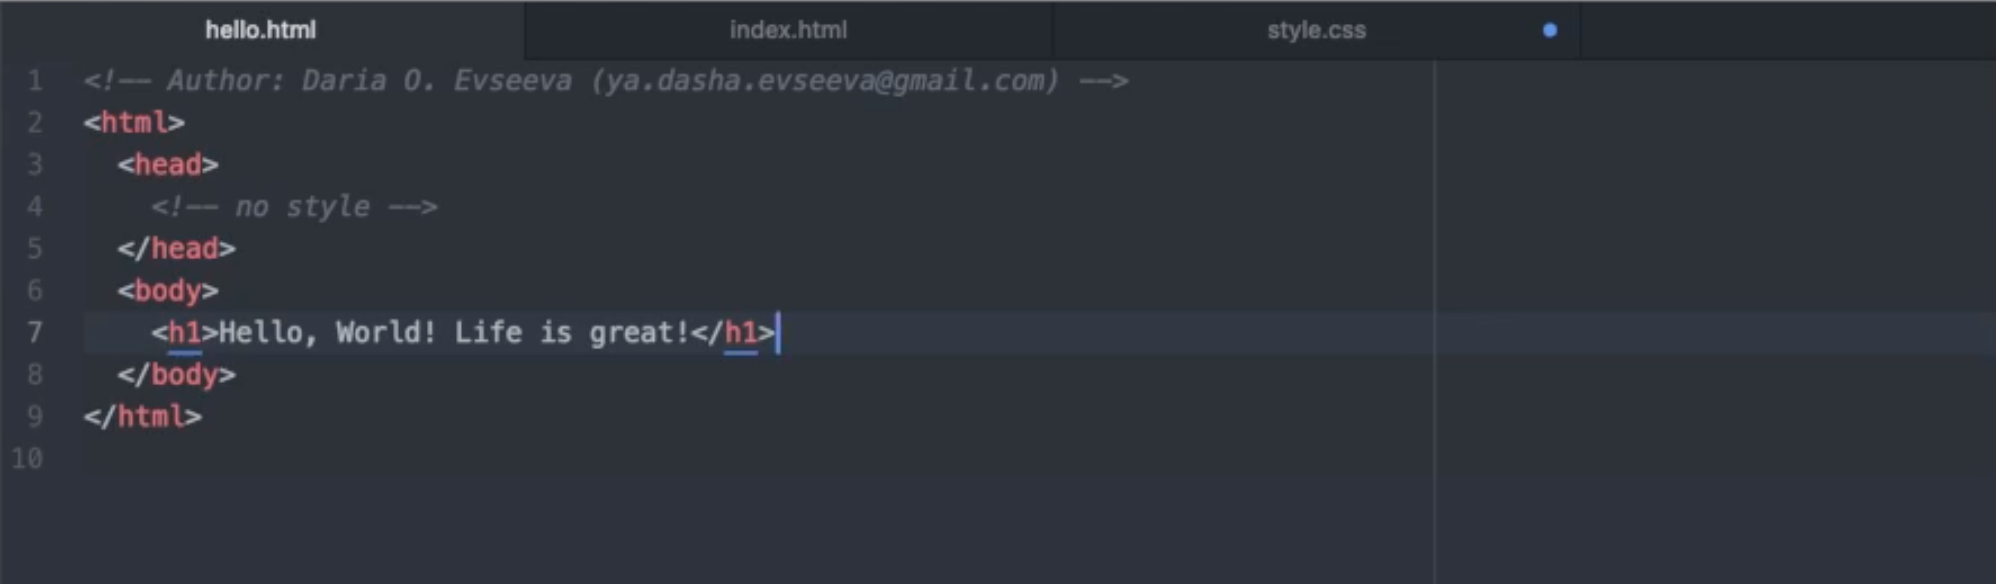 hello.html index.html style.css
1 <!-- Author: Daria O. Evseeva (ya.dasha.evseeva@gmail.com) -->
2 <html>
3   <head>
4     <!-- no style -->
5   </head>
6   <body>
7     <h1>Hello, World! Life is great!</h1>
8   </body>
9 </html>
10